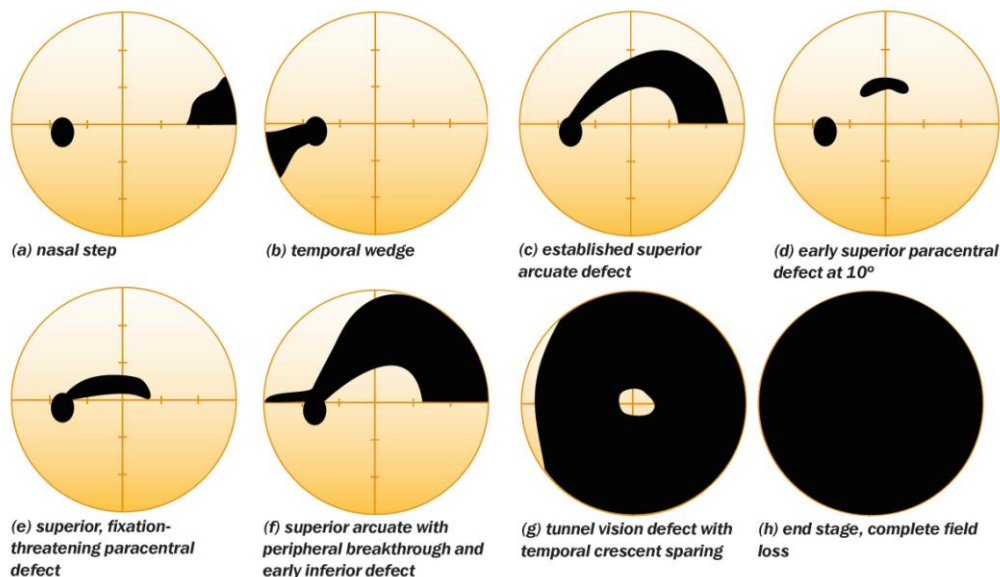 (a) nasal step
(b) temporal wedge
(c) established superior
arcuate defect
(d) early superior paracentral
defect at 10º
(e) superior, fixation-
threatening paracentral
defect
(f) superior arcuate with
peripheral breakthrough and
early inferior defect
(g) tunnel vision defect with
temporal crescent sparing
(h) end stage, complete field
loss